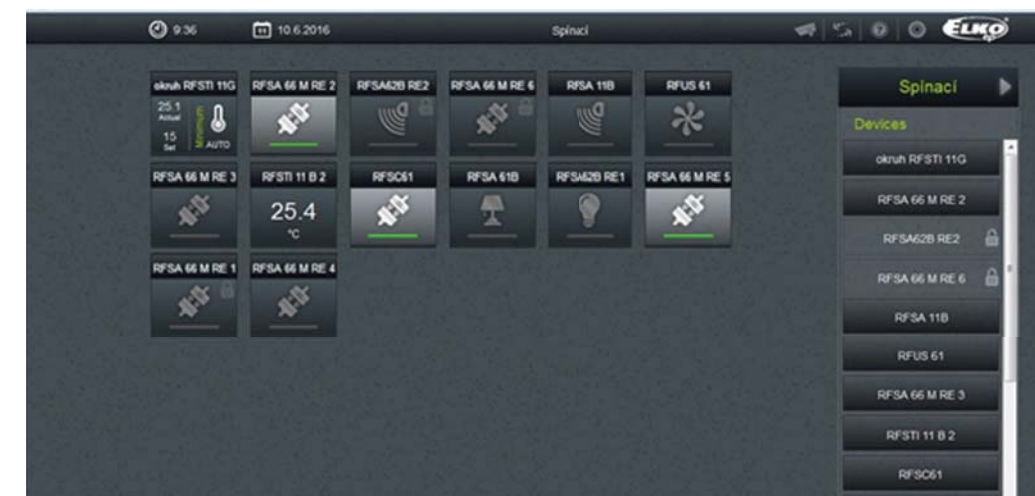 9:36 10.6.2016 Spínací ELKO ep
okruh RFSTI 11G RFSA 66 M RE 2 RFSA62B RE2 RFSA 66 M RE 6 RFSA 11B RFUS 61
25.1
Actual
15
Set
Minimum
AUTO
RFSA 66 M RE 3 RFSTI 11 B 2 RFSC61 RFSA 61B RFSA62B RE1 RFSA 66 M RE 5
25.4
°C
RFSA 66 M RE 1 RFSA 66 M RE 4
Spínací
Devices
okruh RFSTI 11G
RFSA 66 M RE 2
RFSA62B RE2
RFSA 66 M RE 6
RFSA 11B
RFUS 61
RFSA 66 M RE 3
RFSTI 11 B 2
RFSC61